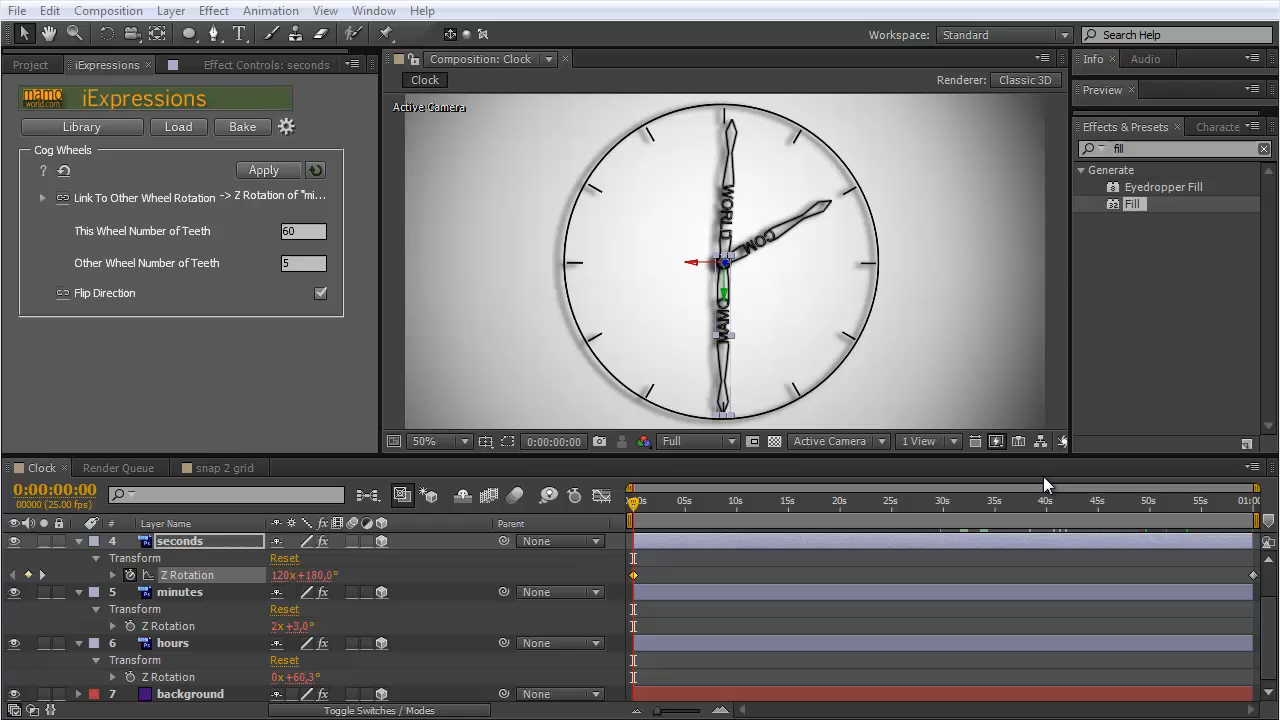 File Edit Composition Layer Effect Animation View Window Help
Workspace: Standard Search Help
Project iExpressions Effect Controls: seconds Composition: Clock Info Audio
mamo world.com iExpressions Clock Renderer: Classic 3D Preview
Active Camera
Library Load Bake Effects & Presets Characte
Cog Wheels fill
? Apply Generate
Link To Other Wheel Rotation -> Z Rotation of "mi... Eyedropper Fill
32 Fill
This Wheel Number of Teeth 60
Other Wheel Number of Teeth 5
Flip Direction
WORLD
.COM
MAMO
50% 0:00:00:00 Full Active Camera 1 View
Clock Render Queue snap 2 grid
0:00:00:00
00000 (25.00 fps)
05s 10s 15s 20s 25s 30s 35s 40s 45s 50s 55s 01:00
# Layer Name fx Parent
4 seconds fx None
Transform Reset
Z Rotation 120x+180,0°
5 minutes fx None
Transform Reset
Z Rotation 2x+3,0°
6 hours fx None
Transform Reset
Z Rotation 0x+60,3°
7 background None
Toggle Switches / Modes